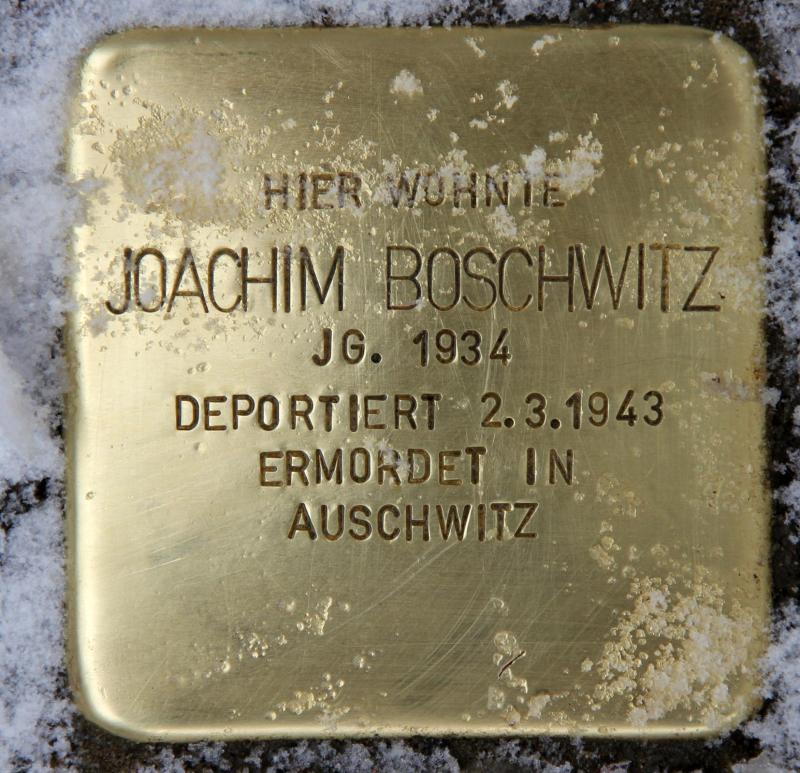 HIER WOHNTE
JOACHIM BOSCHWITZ
JG. 1934
DEPORTIERT 2.3.1943
ERMORDET IN
AUSCHWITZ